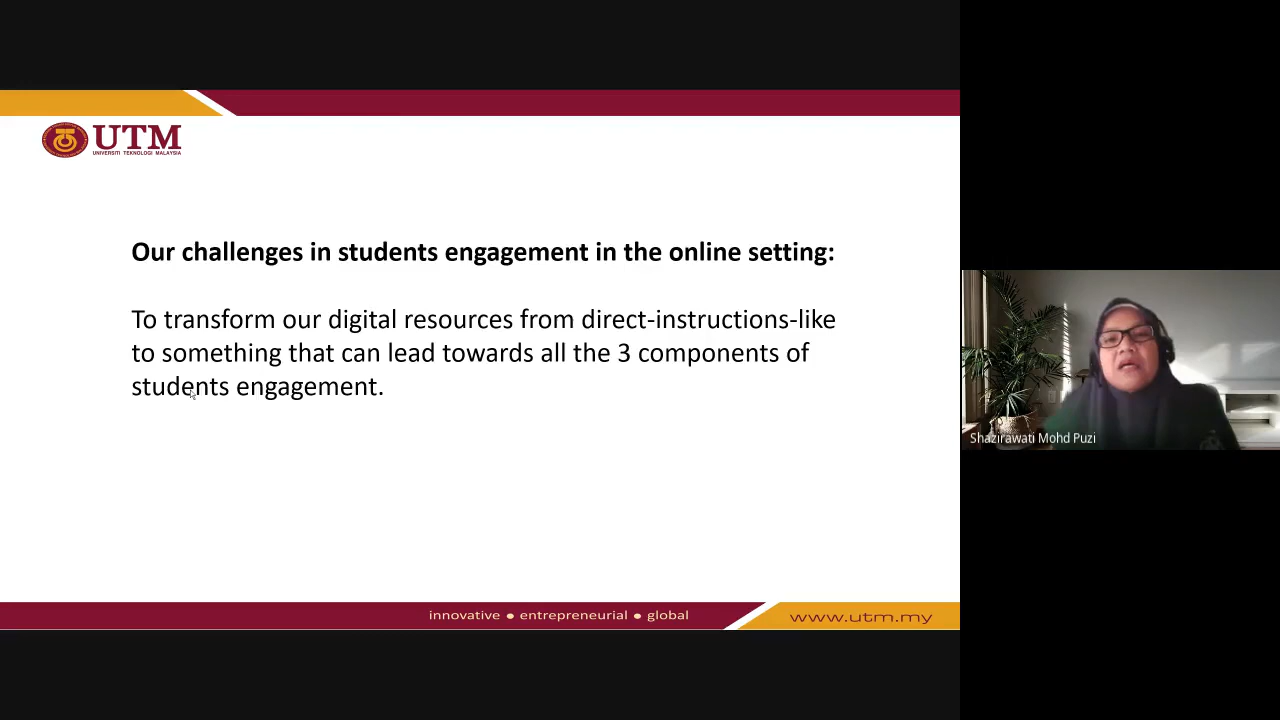 UTM
UNIVERSITI TEKNOLOGI MALAYSIA
Our challenges in students engagement in the online setting:
To transform our digital resources from direct-instructions-like
to something that can lead towards all the 3 components of
students engagement.
Shazirawati Mohd Puzi
innovative ● entrepreneurial ● global
www.utm.my